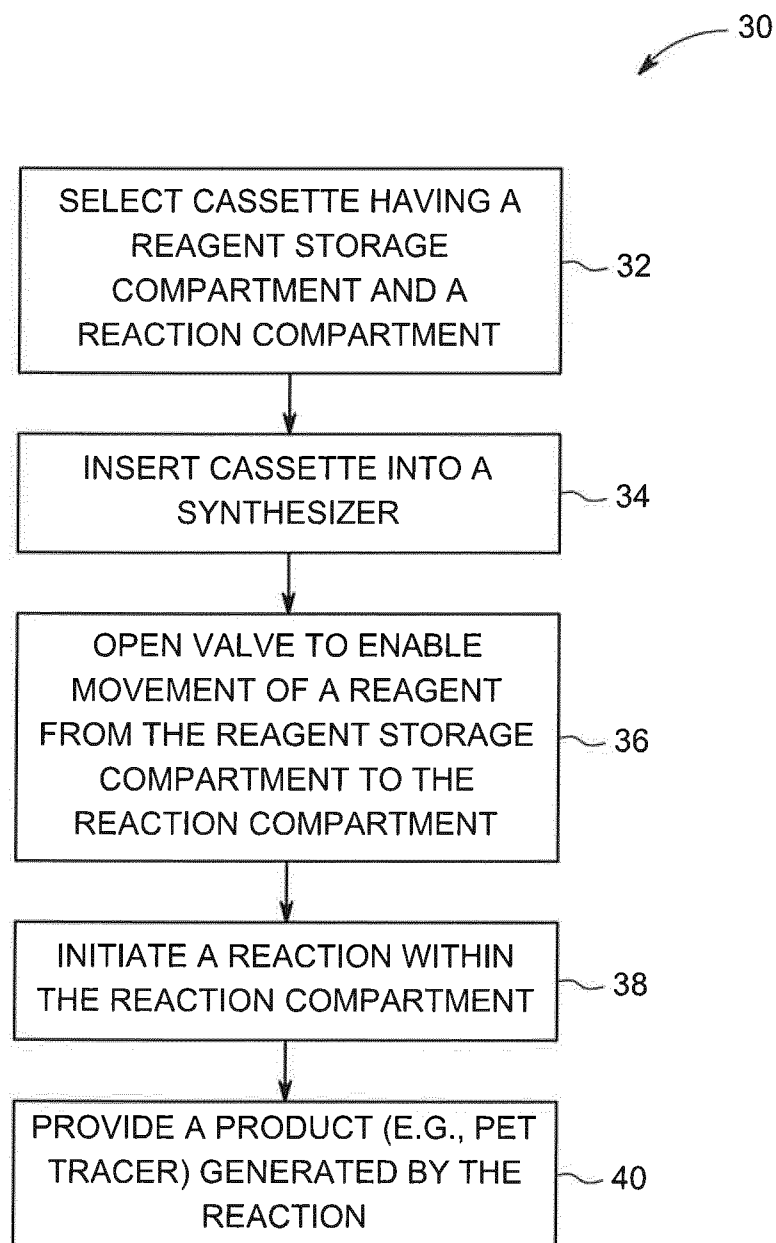 30
SELECT CASSETTE HAVING A
REAGENT STORAGE
COMPARTMENT AND A
REACTION COMPARTMENT
32
INSERT CASSETTE INTO A
SYNTHESIZER
34
OPEN VALVE TO ENABLE
MOVEMENT OF A REAGENT
FROM THE REAGENT STORAGE
COMPARTMENT TO THE
REACTION COMPARTMENT
36
INITIATE A REACTION WITHIN
THE REACTION COMPARTMENT
38
PROVIDE A PRODUCT (E.G., PET
TRACER) GENERATED BY THE
REACTION
40